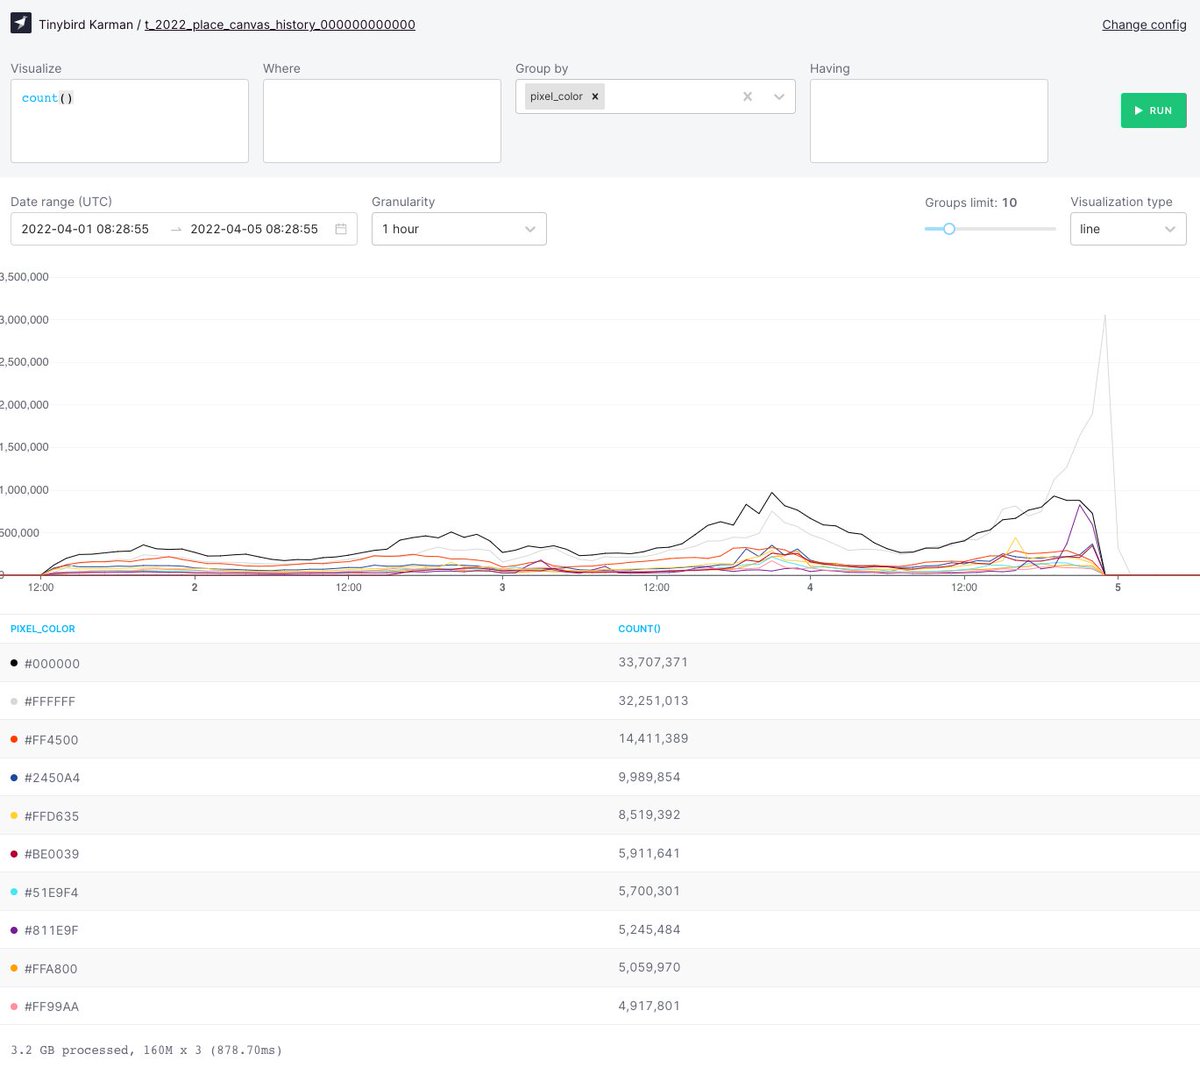 Tinybird Karman / t_2022_place_canvas_history_000000000000
Change config
Visualize
Where
Group by
Having
count()
pixel_color ×
RUN
Date range (UTC)
Granularity
Groups limit: 10
Visualization type
2022-04-01 08:28:55 → 2022-04-05 08:28:55
1 hour
line
3,500,000
3,000,000
2,500,000
2,000,000
1,500,000
1,000,000
500,000
0
12:00 2 12:00 3 12:00 4 12:00 5
PIXEL_COLOR COUNT()
#000000 33,707,371
#FFFFFF 32,251,013
#FF4500 14,411,389
#2450A4 9,989,854
#FFD635 8,519,392
#BE0039 5,911,641
#51E9F4 5,700,301
#811E9F 5,245,484
#FFA800 5,059,970
#FF99AA 4,917,801
3.2 GB processed, 160M x 3 (878.70ms)